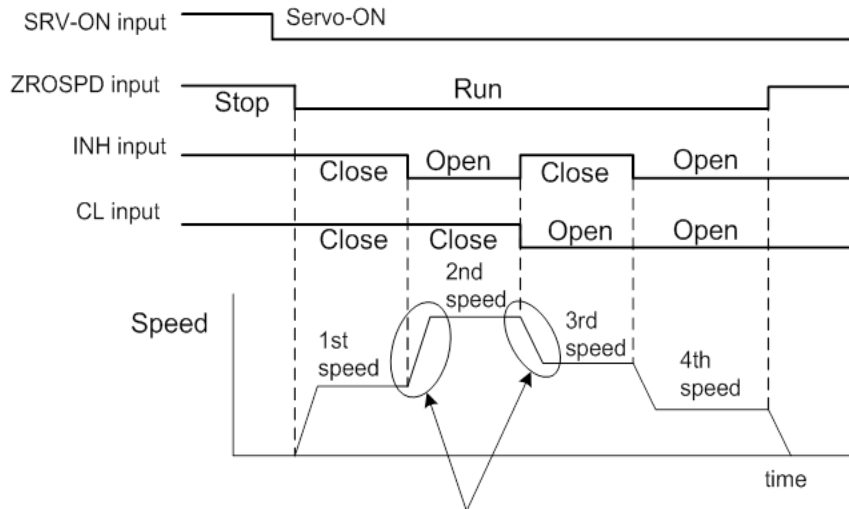 SRV-ON input
Servo-ON
ZROSPD input
Stop
Run
INH input
Close
Open
Close
Open
CL input
Close
Close
Open
Open
Speed
1st
speed
2nd
speed
3rd
speed
4th
speed
time